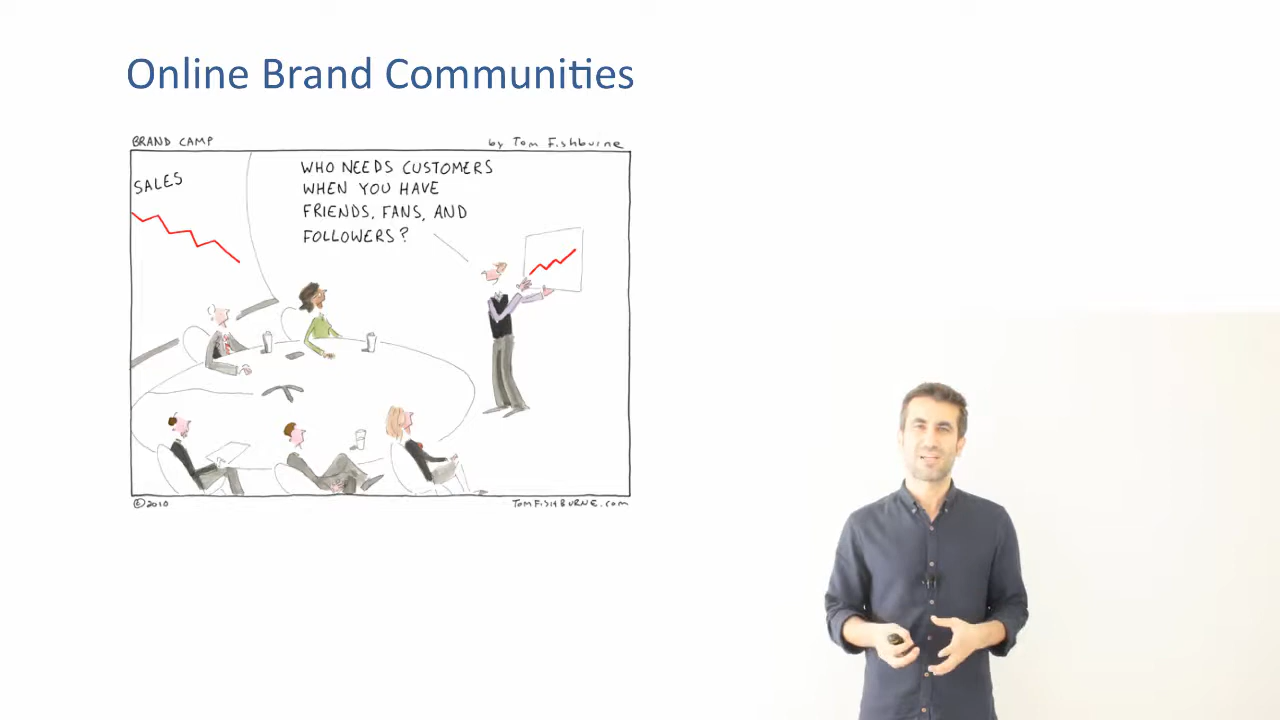 Online Brand Communities
BRAND CAMP
by Tom Fishburne
SALES
WHO NEEDS CUSTOMERS
WHEN YOU HAVE
FRIENDS, FANS, AND
FOLLOWERS?
©2010
TOMFISHBURNE.COM